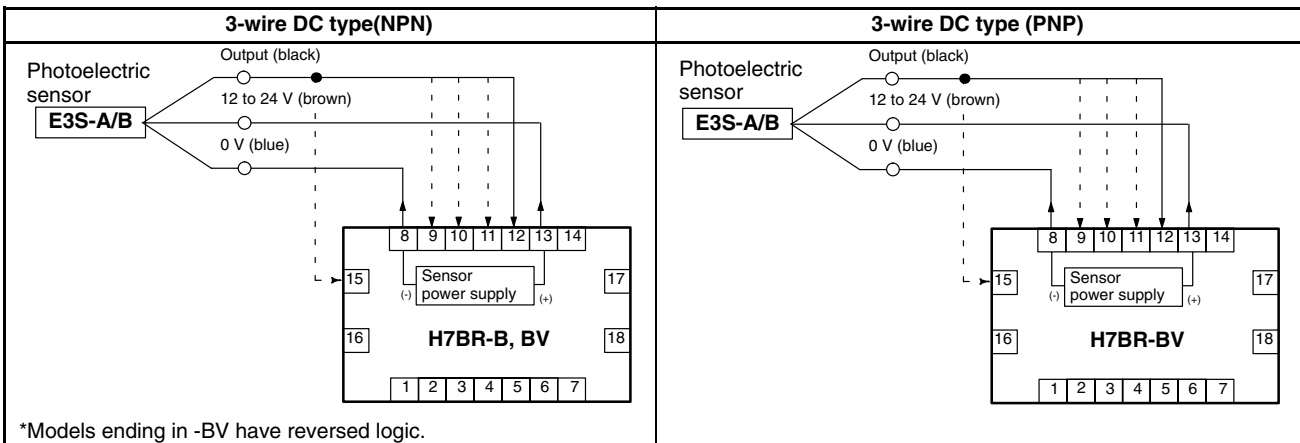 3-wire DC type(NPN)
Output (black)
Photoelectric
sensor
12 to 24 V (brown)
E3S-A/B
0 V (blue)
8 9 10 11 12 13 14
15
Sensor
power supply
(-)
(+)
17
16
H7BR-B, BV
18
1 2 3 4 5 6 7
*Models ending in -BV have reversed logic.
3-wire DC type (PNP)
Output (black)
Photoelectric
sensor
12 to 24 V (brown)
E3S-A/B
0 V (blue)
8 9 10 11 12 13 14
15
Sensor
power supply
(-)
(+)
17
16
H7BR-BV
18
1 2 3 4 5 6 7